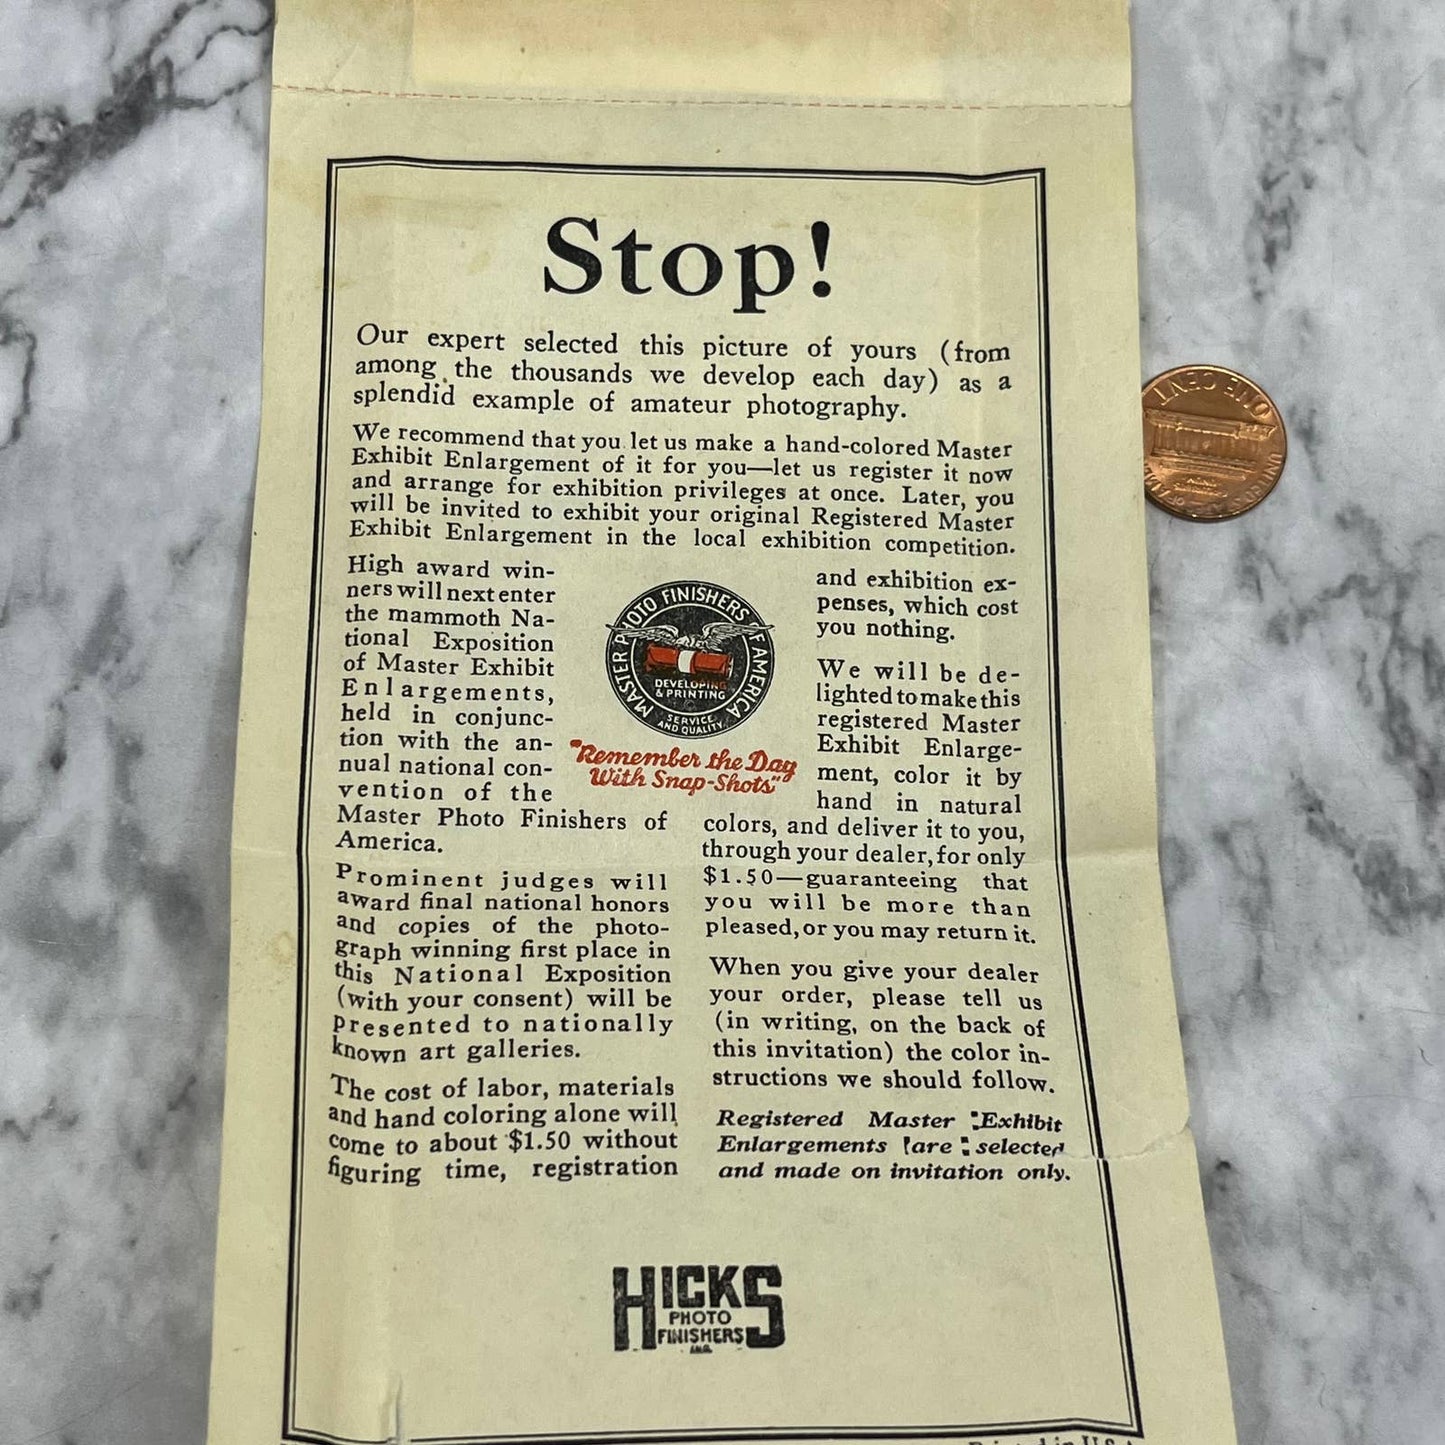 Stop!
Our expert selected this picture of yours (from
among the thousands we develop each day) as a
splendid example of amateur photography.
We recommend that you let us make a hand-colored Master
Exhibit Enlargement of it for you—let us register it now
and arrange for exhibition privileges at once. Later, you
will be invited to exhibit your original Registered Master
Exhibit Enlargement in the local exhibition competition.
High award win-
ners will next enter
the mammoth Na-
tional Exposition
of Master Exhibit
Enlargements,
held in conjunc-
tion with the an-
nual national con-
vention of the
Master Photo Finishers of
America.
Prominent judges will
award final national honors
and copies of the photo-
graph winning first place in
this National Exposition
(with your consent) will be
presented to nationally
known art galleries.
The cost of labor, materials
and hand coloring alone will
come to about $1.50 without
figuring time, registration
MASTER PHOTO FINISHERS OF AMERICA
DEVELOPING
& PRINTING
SERVICE
AND QUALITY
"Remember the Day
With Snap-Shots"
and exhibition ex-
penses, which cost
you nothing.
We will be de-
lighted to make this
registered Master
Exhibit Enlarge-
ment, color it by
hand in natural
colors, and deliver it to you,
through your dealer, for only
$1.50—guaranteeing that
you will be more than
pleased, or you may return it.
When you give your dealer
your order, please tell us
(in writing, on the back of
this invitation) the color in-
structions we should follow.
Registered Master Exhibit
Enlargements are selected
and made on invitation only.
HICKS
PHOTO
FINISHERS
INC.
Printed in U.S.A.
ONE CENT